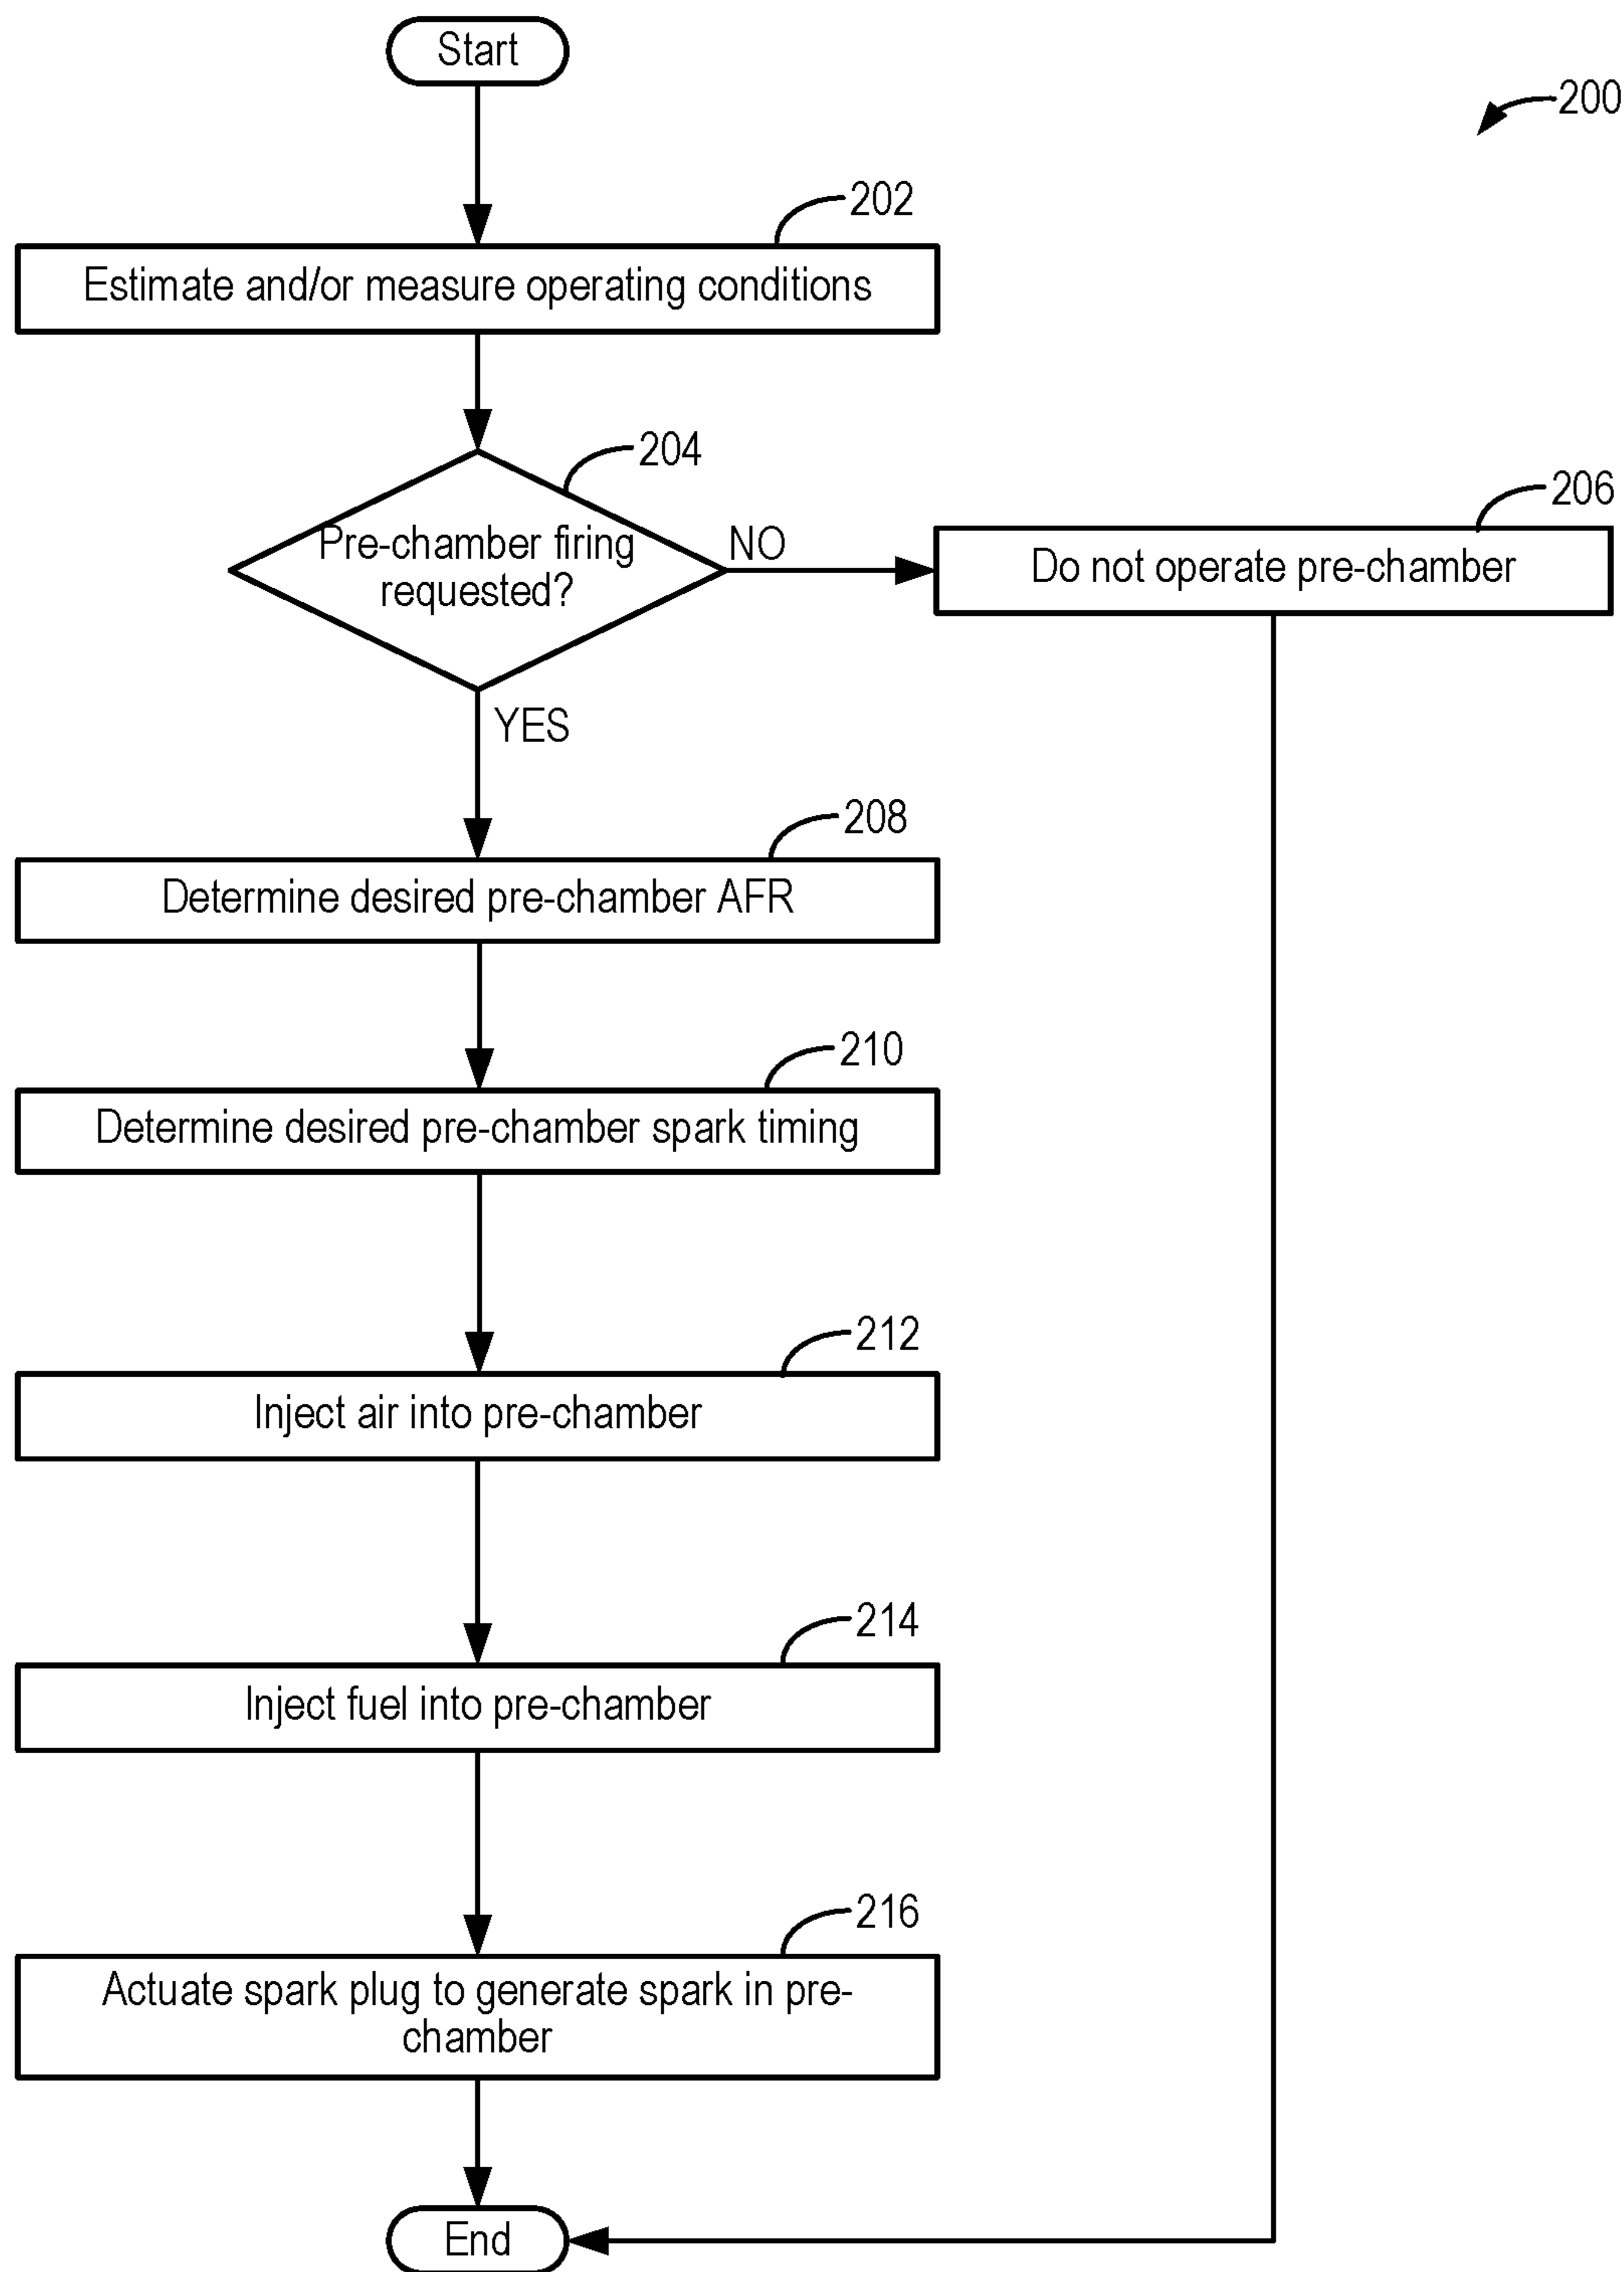 Start
200
202
Estimate and/or measure operating conditions
204
206
Pre-chamber firing
requested?
NO
Do not operate pre-chamber
YES
208
Determine desired pre-chamber AFR
210
Determine desired pre-chamber spark timing
212
Inject air into pre-chamber
214
Inject fuel into pre-chamber
216
Actuate spark plug to generate spark in pre-
chamber
End